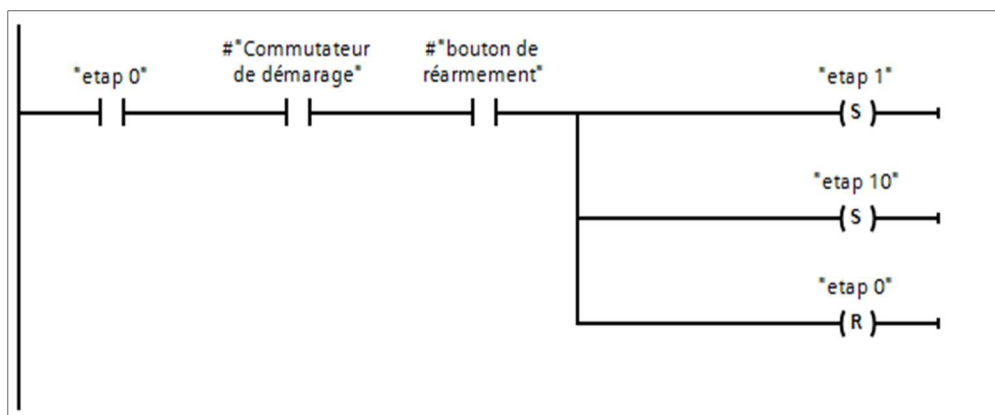 "etap 0"
#"Commutateur
de démarage"
#"bouton de
réarmement"
"etap 1"
S
"etap 10"
S
"etap 0"
R